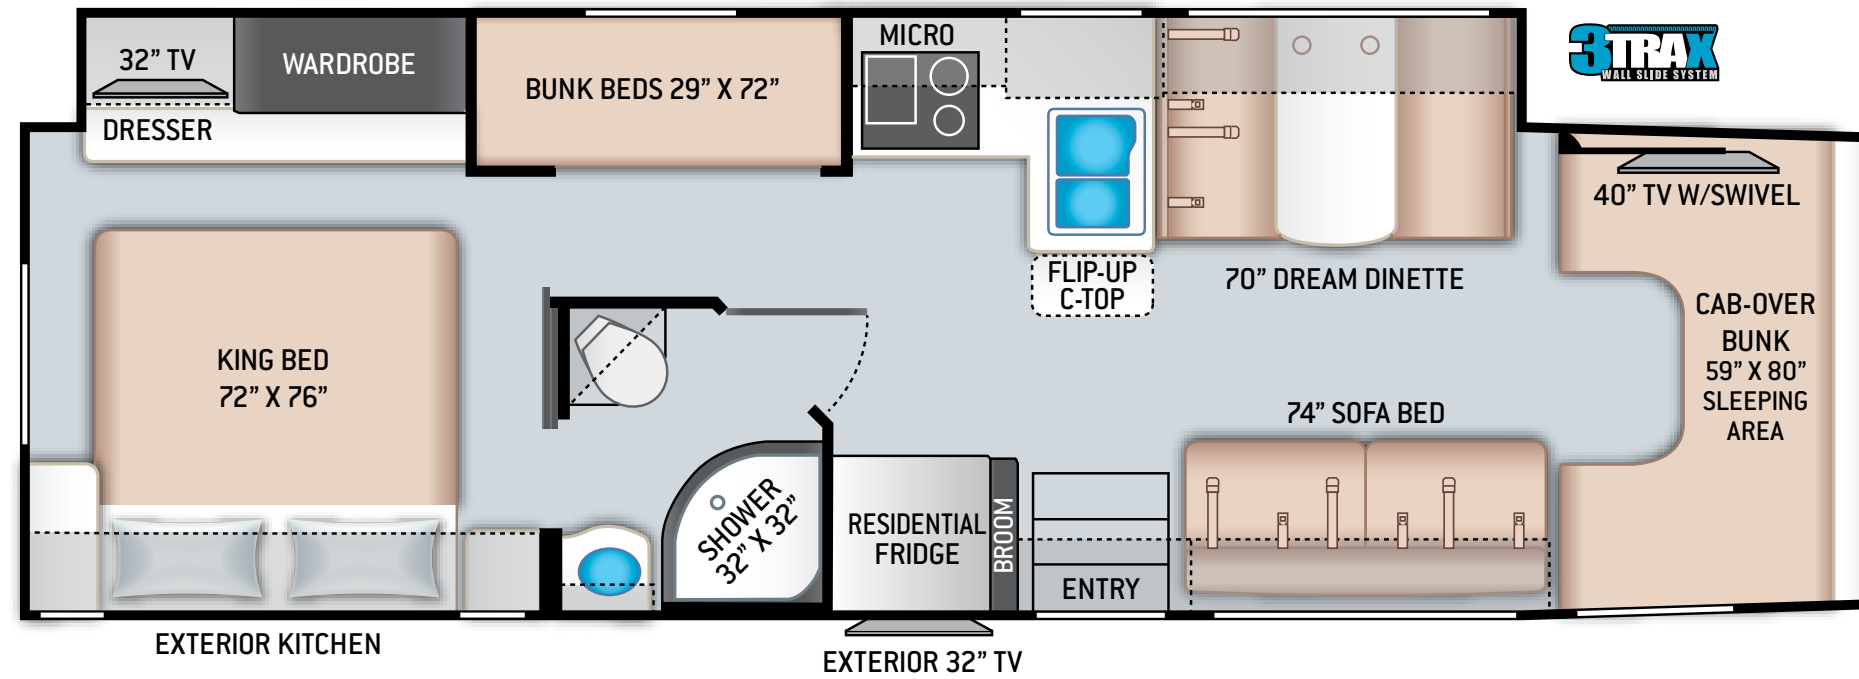 32” TV
WARDROBE
DRESSER
BUNK BEDS 29” X 72”
MICRO
3TRAX
WALL SLIDE SYSTEM
40” TV W/SWIVEL
FLIP-UP
C-TOP
70” DREAM DINETTE
CAB-OVER
BUNK
59” X 80”
SLEEPING
AREA
KING BED
72” X 76”
74” SOFA BED
SHOWER
32” X 32”
RESIDENTIAL
FRIDGE
BROOM
ENTRY
EXTERIOR KITCHEN
EXTERIOR 32” TV